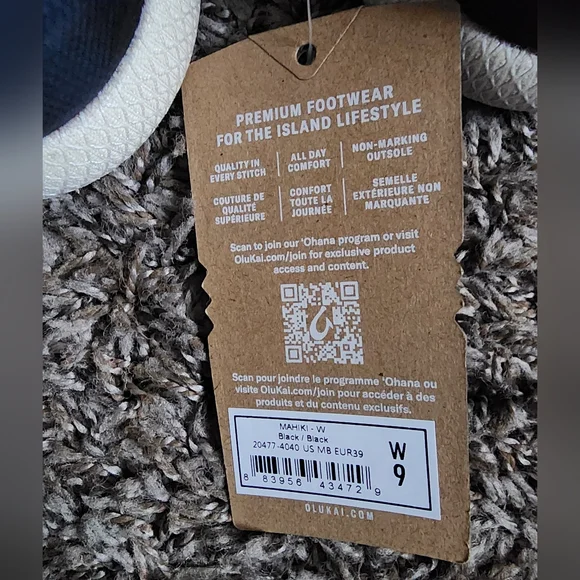 PREMIUM FOOTWEAR
FOR THE ISLAND LIFESTYLE
QUALITY IN
EVERY STITCH
ALL DAY
COMFORT
NON-MARKING
OUTSOLE
COUTURE DE
QUALITÉ
SUPÉRIEURE
CONFORT
TOUTE LA
JOURNÉE
SEMELLE
EXTÉRIEURE NON
MARQUANTE
Scan to join our 'Ohana program or visit
OluKai.com/join for exclusive product
access and content.
Scan pour joindre le programme 'Ohana ou
visite OluKai.com/join pour accéder à des
produits et du contenu exclusifs.
MAHIKI - W
Black / Black
20477-4040 US MB EUR39
W
9
8 83956 43472 9
OLUKAI.COM